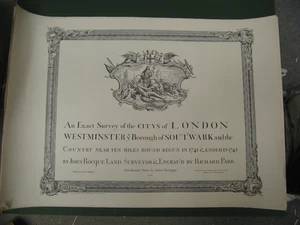 An Exact Survey of the CITYS of LONDON
WESTMINSTER ye Borough of SOUTHWARK and the
COUNTRY NEAR TEN MILES ROUND BEGUN in 1741 & ENDED in 1745
BY JOHN ROCQUE LAND SURVEYOR; & ENGRAV'D BY RICHARD PARR